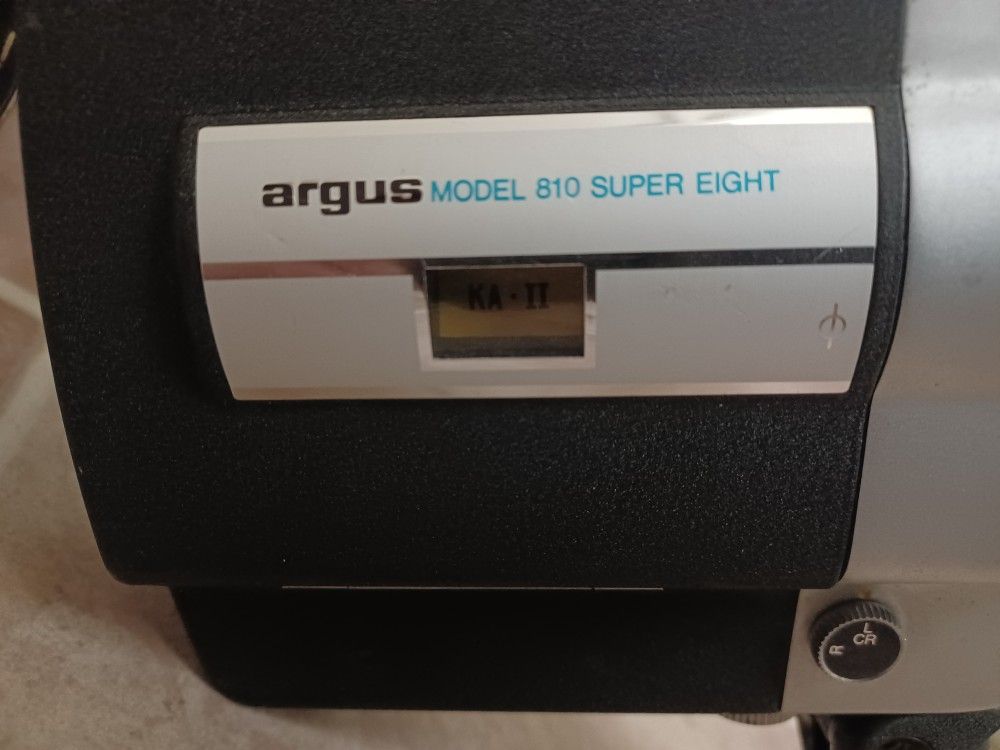 argus MODEL 810 SUPER EIGHT
KA·II
L
R CR